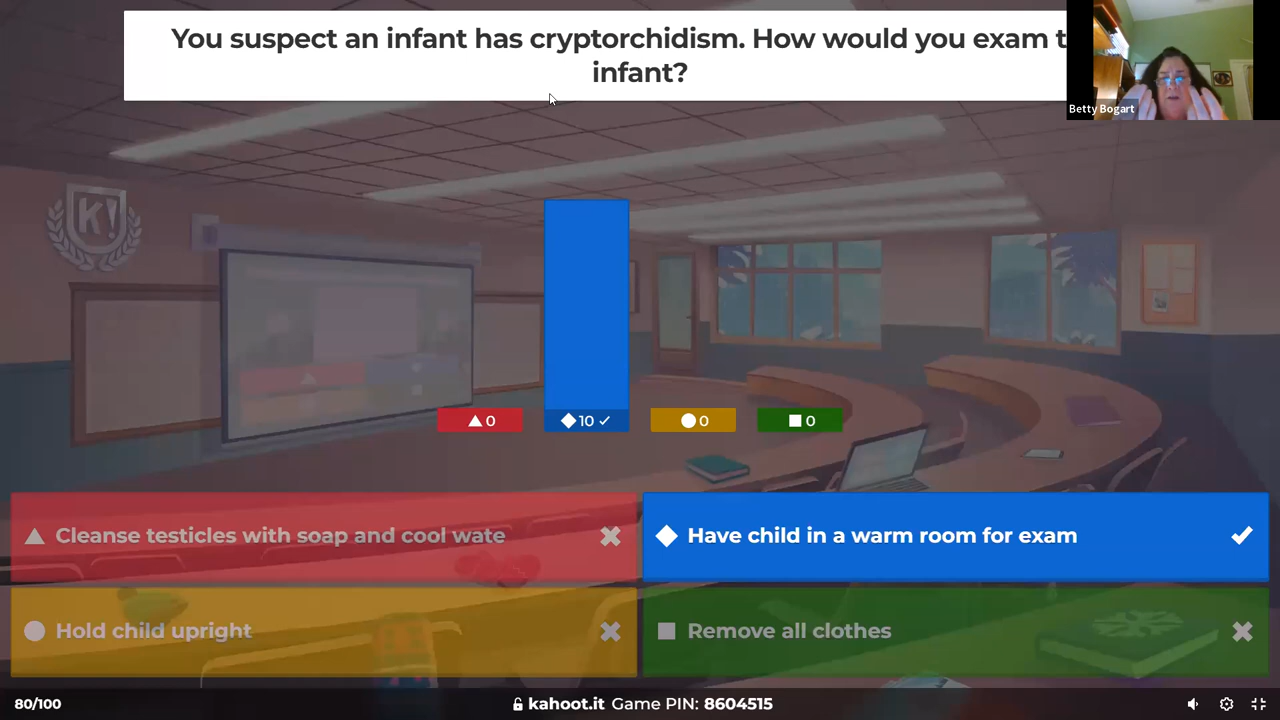 You suspect an infant has cryptorchidism. How would you exam t
infant?
Betty Bogart
K!
0
10
0
0
Cleanse testicles with soap and cool wate
Have child in a warm room for exam
Hold child upright
Remove all clothes
80/100
kahoot.it Game PIN: 8604515